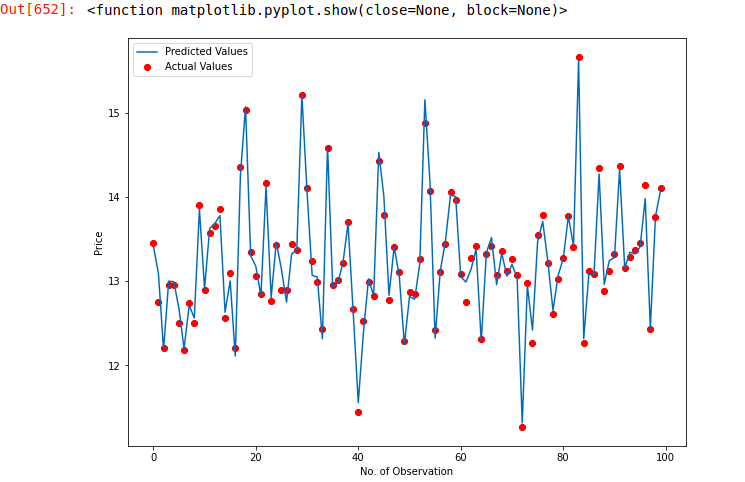 Out[652]: <function matplotlib.pyplot.show(close=None, block=None)>
Predicted Values
Actual Values
15
14
13
12
Price
0 20 40 60 80 100
No. of Observation